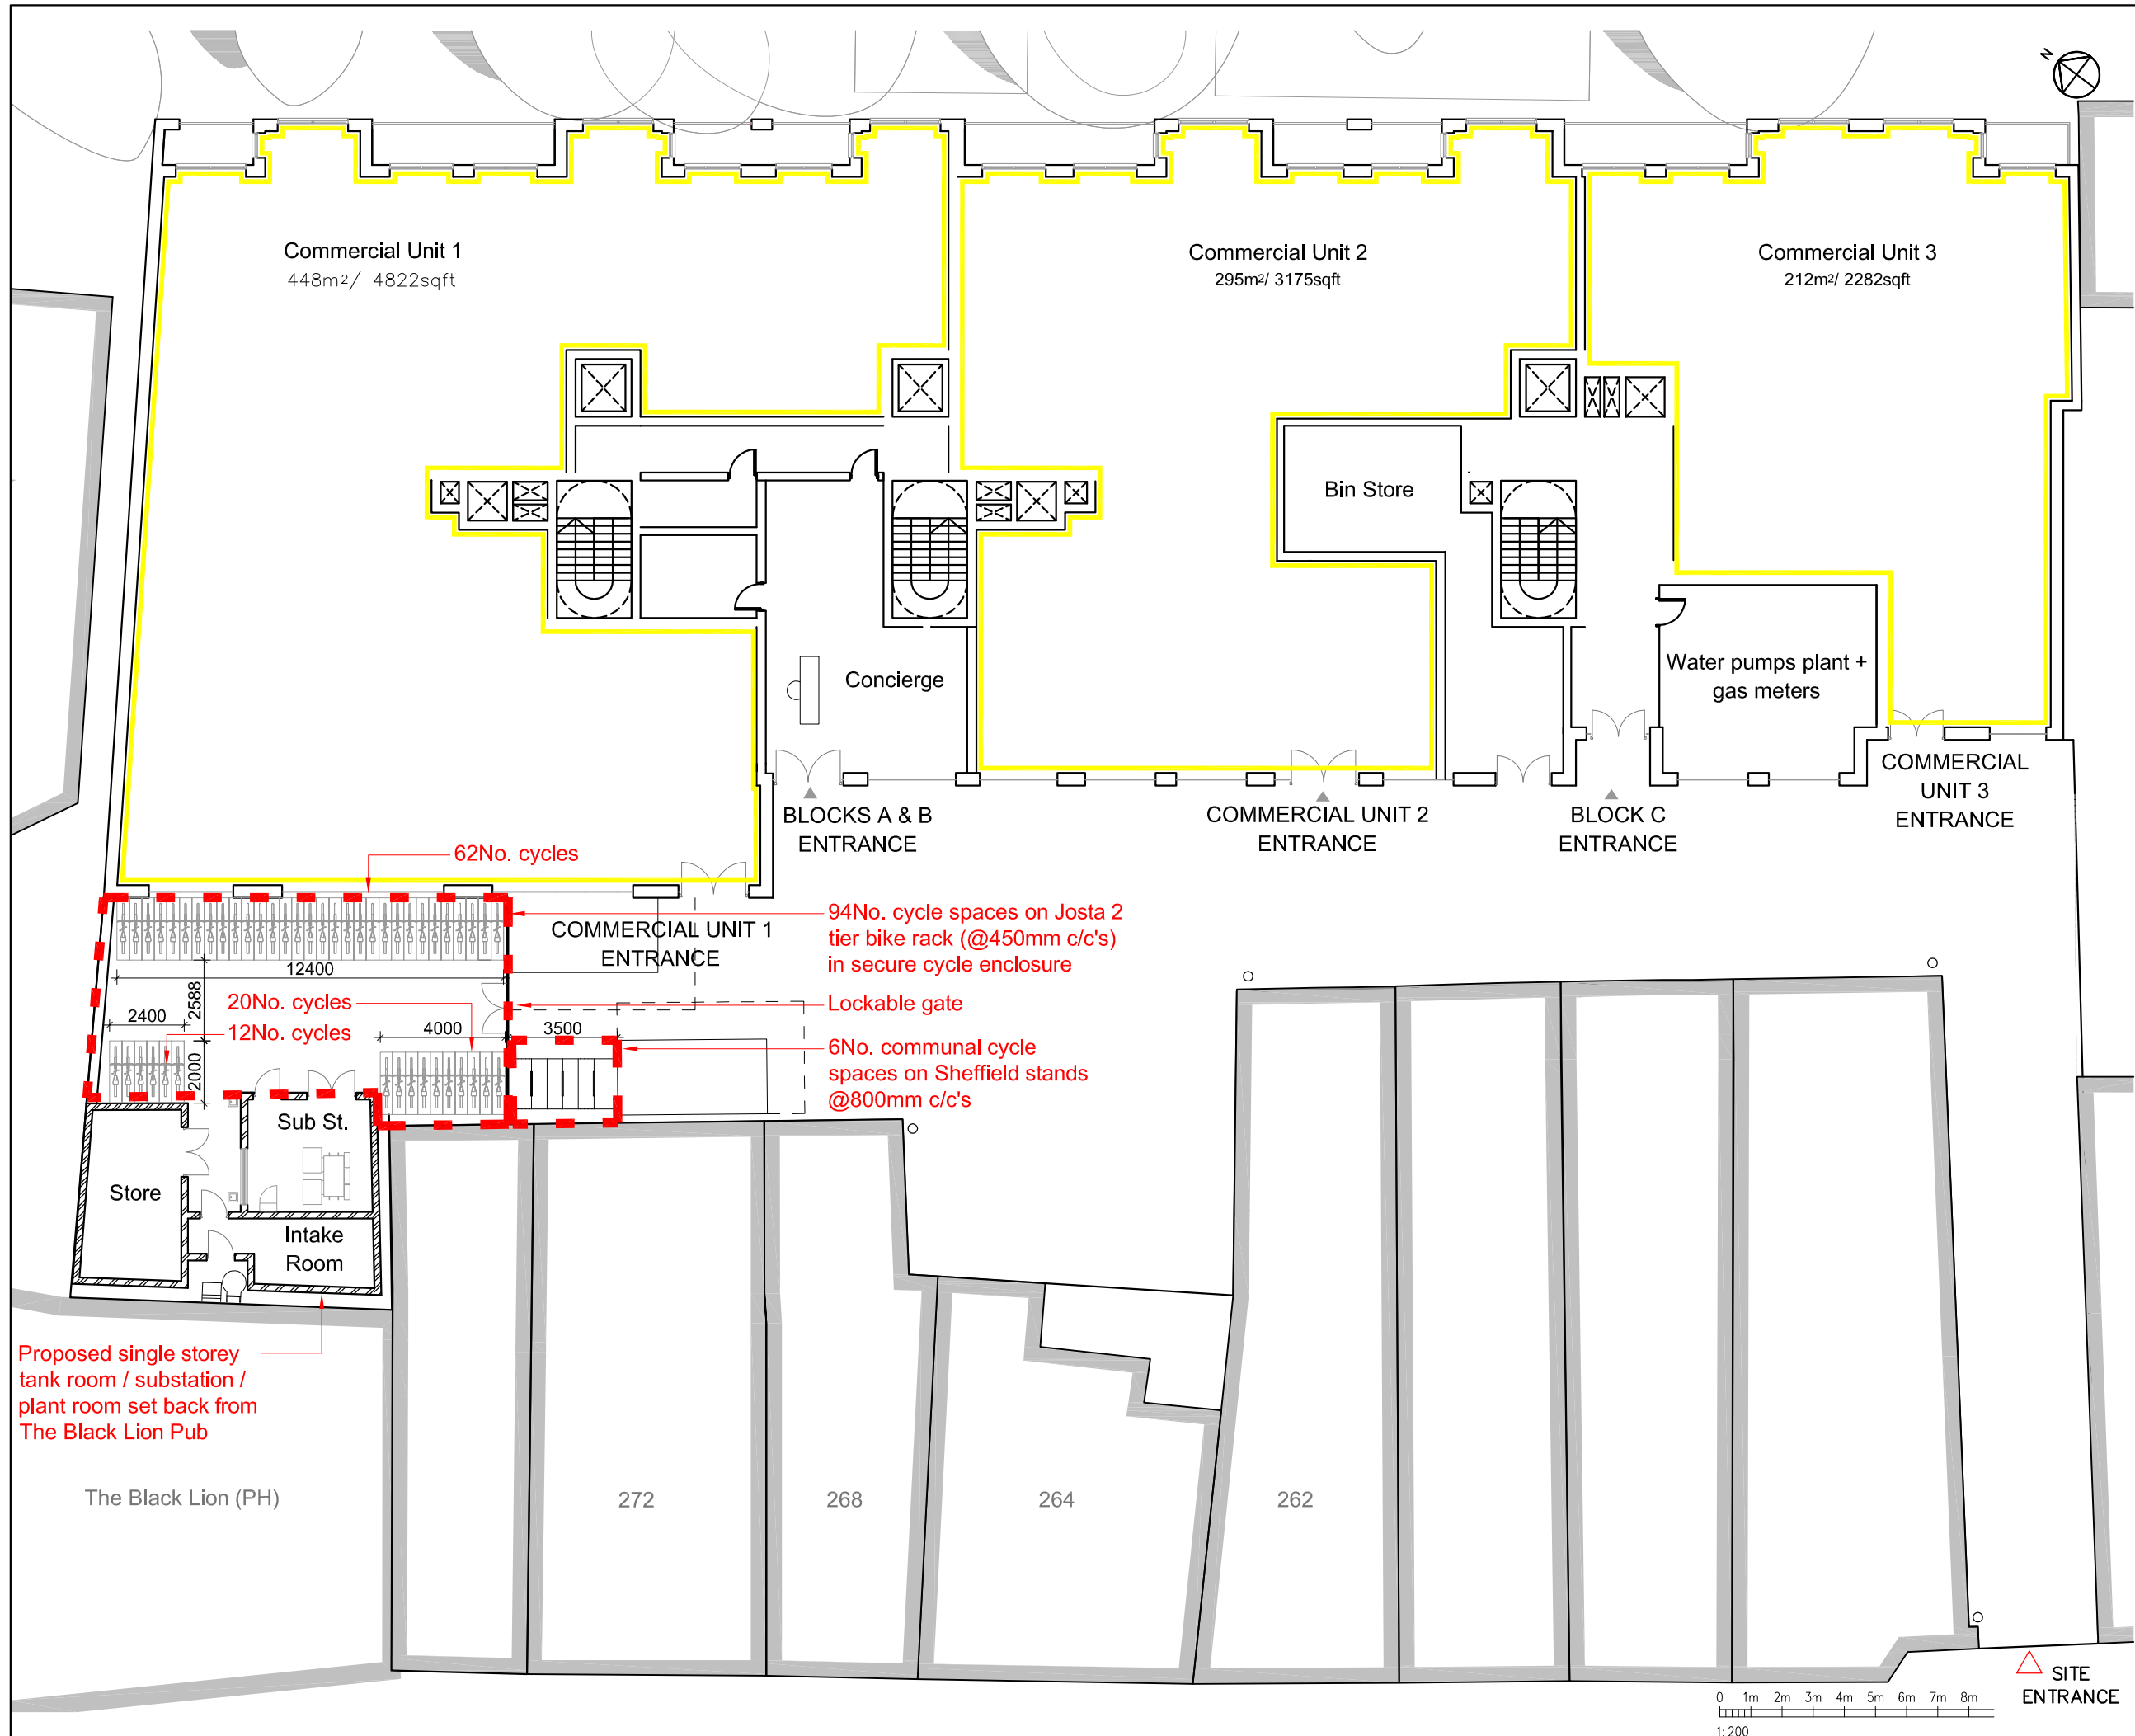 N
Commercial Unit 1
448m²/ 4822sqft
Commercial Unit 2
295m²/ 3175sqft
Commercial Unit 3
212m²/ 2282sqft
Bin Store
Concierge
Water pumps plant +
gas meters
BLOCKS A & B
ENTRANCE
COMMERCIAL UNIT 2
ENTRANCE
BLOCK C
ENTRANCE
COMMERCIAL
UNIT 3
ENTRANCE
62No. cycles
COMMERCIAL UNIT 1
ENTRANCE
94No. cycle spaces on Josta 2
tier bike rack (@450mm c/c's)
in secure cycle enclosure
12400
2588
20No. cycles
Lockable gate
2400
12No. cycles
4000
3500
2000
6No. communal cycle
spaces on Sheffield stands
@800mm c/c's
Sub St.
Store
Intake
Room
Proposed single storey
tank room / substation /
plant room set back from
The Black Lion Pub
The Black Lion (PH)
272
268
264
262
SITE
ENTRANCE
0 1m 2m 3m 4m 5m 6m 7m 8m
1:200